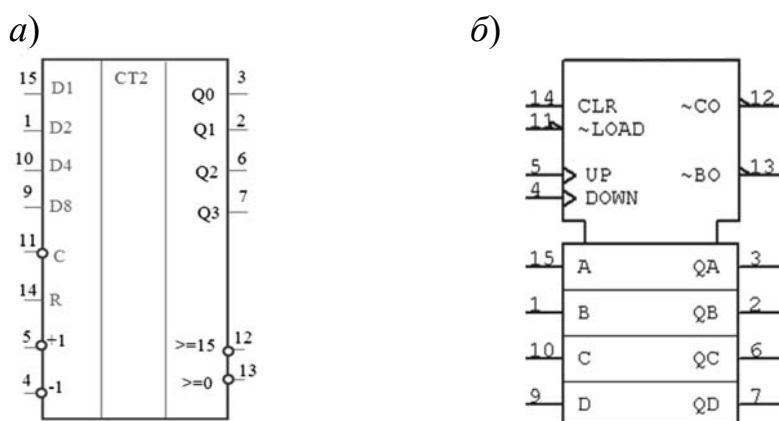 а)
15 D1 CT2 Q0 3
1 D2 Q1 2
10 D4 Q2 6
9 D8 Q3 7
11 C
14 R
5 +1 >=15 12
4 -1 >=0 13
б)
14 CLR ~CO 12
11 ~LOAD
5 UP ~BO 13
4 DOWN
15 A QA 3
1 B QB 2
10 C QC 6
9 D QD 7